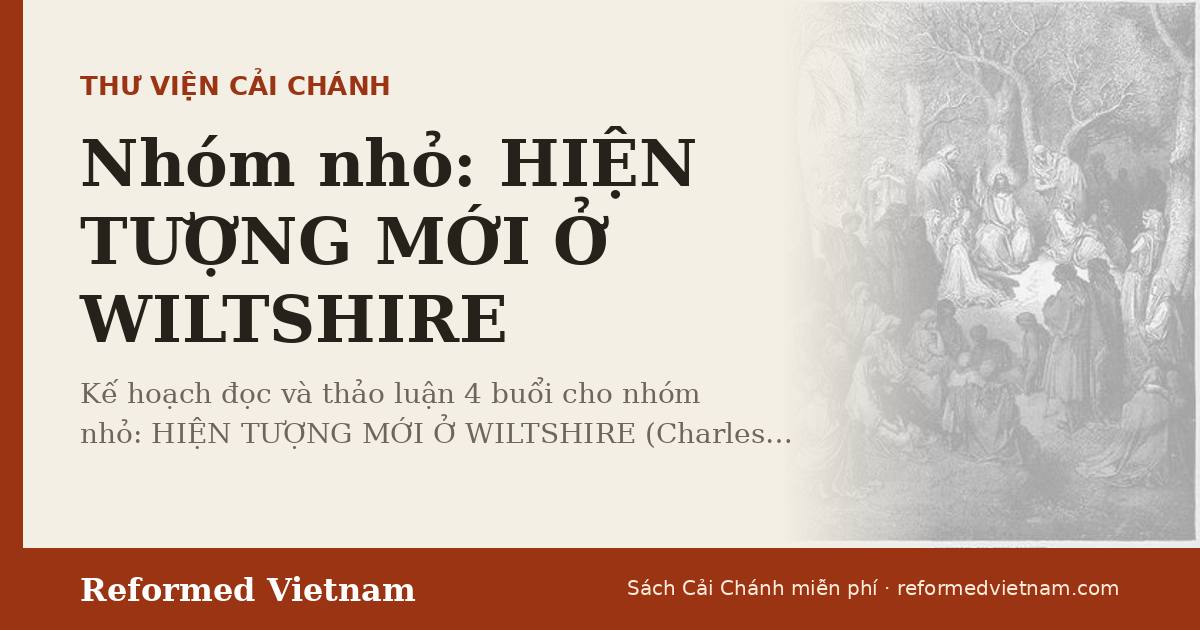 THƯ VIỆN CẢI CHÁNH
Nhóm nhỏ: HIỆN
TƯỢNG MỚI Ở
WILTSHIRE
Kế hoạch đọc và thảo luận 4 buổi cho nhóm
nhỏ: HIỆN TƯỢNG MỚI Ở WILTSHIRE (Charles…
Reformed Vietnam
Sách Cải Chánh miễn phí · reformedvietnam.com